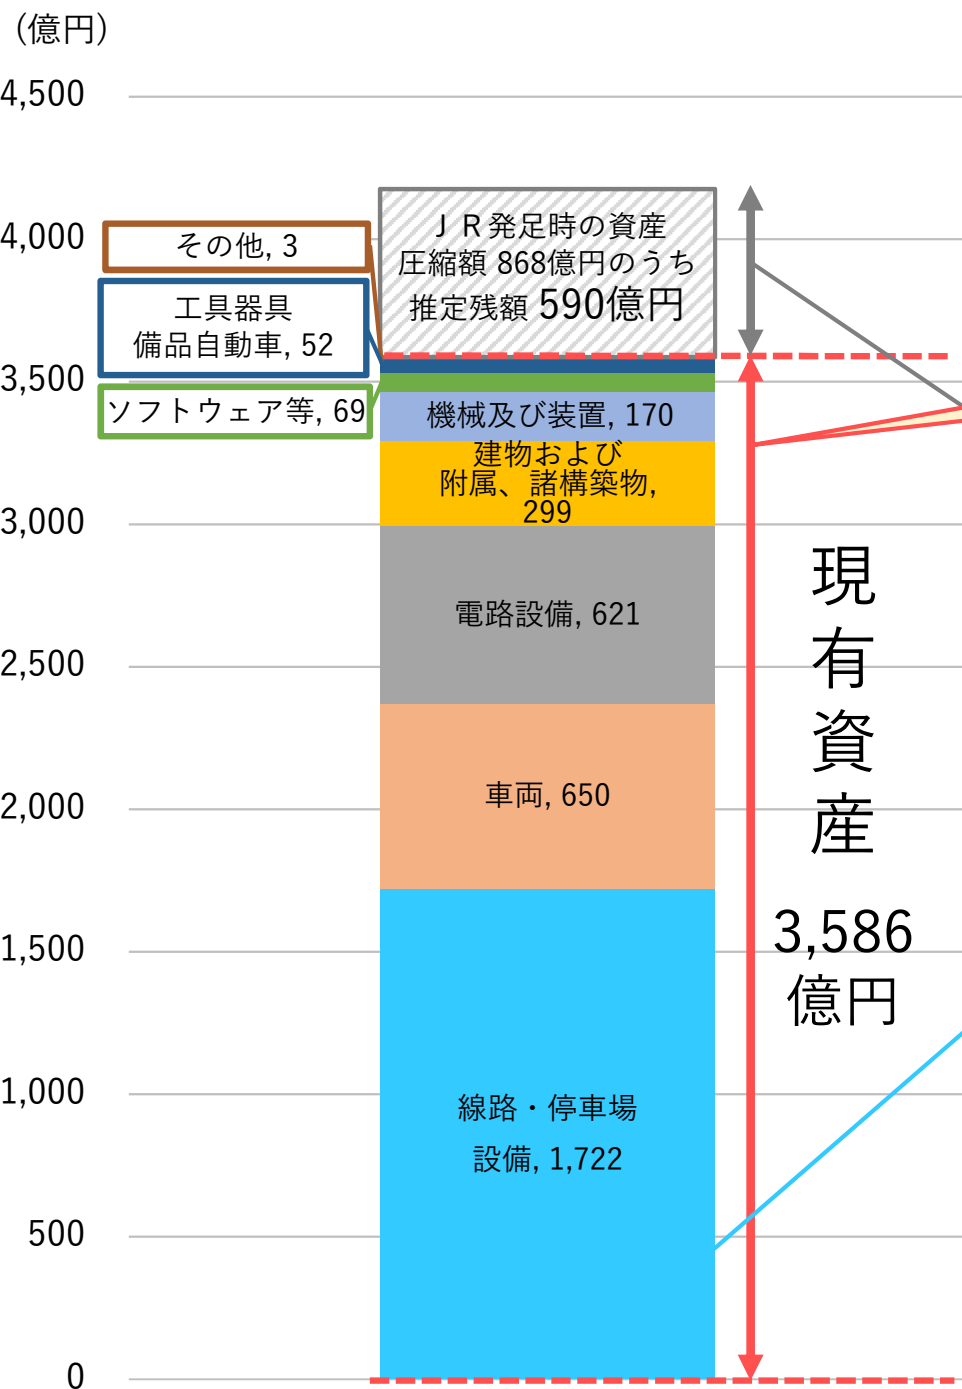 (億円)
4,500
4,000
3,500
3,000
2,500
2,000
1,500
1,000
500
0
その他, 3
工具器具
備品自動車, 52
ソフトウェア等, 69
ＪＲ発足時の資産
圧縮額 868億円のうち
推定残額 590億円
機械及び装置, 170
建物および
附属、諸構築物,
299
電路設備, 621
車両, 650
線路・停車場
設備, 1,722
現
有
資
産
3,586
億円